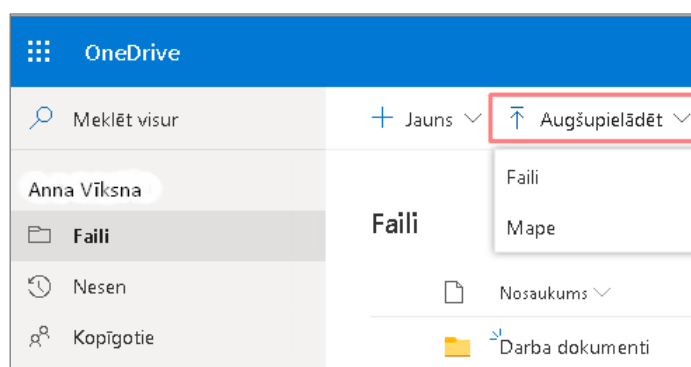 OneDrive
Meklēt visur
Jauns
Augšupielādēt
Anna Vīksna
Faili
Nesen
Kopīgotie
Faili
Mape
Faili
Nosaukums
Darba dokumenti